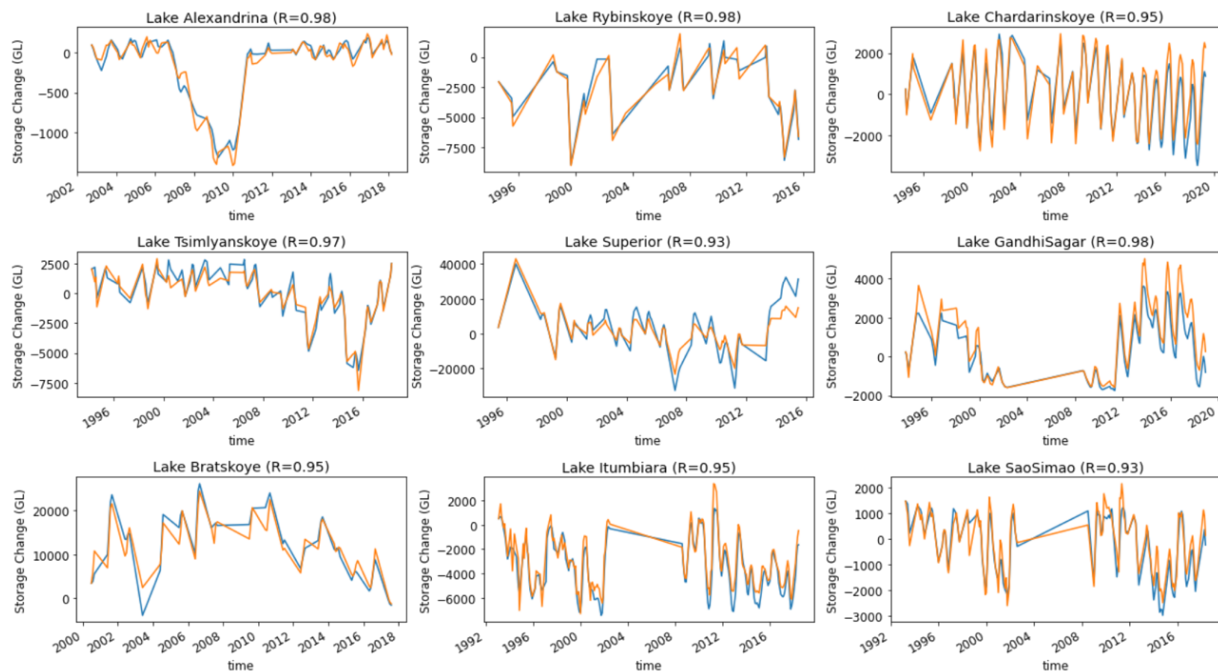 Lake Alexandrina (R=0.98)
Storage Change (GL)
0
−500
−1000
2002 2004 2006 2008 2010 2012 2014 2016 2018
time
Lake Rybinskoye (R=0.98)
Storage Change (GL)
0
−2500
−5000
−7500
1996 2000 2004 2008 2012 2016
time
Lake Chardarinskoye (R=0.95)
Storage Change (GL)
2000
0
−2000
1996 2000 2004 2008 2012 2016 2020
time
Lake Tsimlyanskoye (R=0.97)
Storage Change (GL)
2500
0
−2500
−5000
−7500
1996 2000 2004 2008 2012 2016
time
Lake Superior (R=0.93)
Storage Change (GL)
40000
20000
0
−20000
1996 2000 2004 2008 2012 2016
time
Lake GandhiSagar (R=0.98)
Storage Change (GL)
4000
2000
0
−2000
1996 2000 2004 2008 2012 2016 2020
time
Lake Bratskoye (R=0.95)
Storage Change (GL)
20000
10000
0
2000 2002 2004 2006 2008 2010 2012 2014 2016 2018
time
Lake Itumbiara (R=0.95)
Storage Change (GL)
2000
0
−2000
−4000
−6000
1992 1996 2000 2004 2008 2012 2016
time
Lake SaoSimao (R=0.93)
Storage Change (GL)
2000
1000
0
−1000
−2000
−3000
1992 1996 2000 2004 2008 2012 2016
time